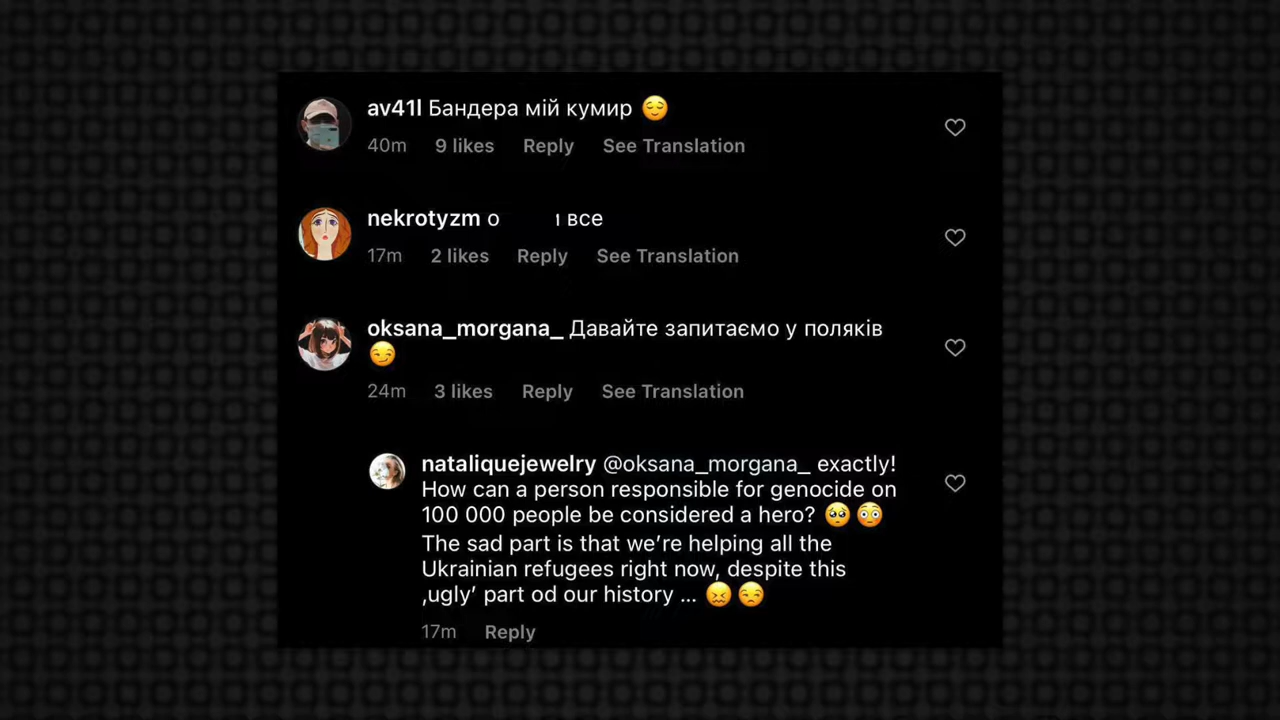 av41l Бандера мій кумир 😌
40m 9 likes Reply See Translation
nekrotyzm о все
17m 2 likes Reply See Translation
oksana_morgana_ Давайте запитаємо у поляків
😏
24m 3 likes Reply See Translation
nataliquejewelry @oksana_morgana_ exactly!
How can a person responsible for genocide on
100 000 people be considered a hero? 🥺 😳
The sad part is that we’re helping all the
Ukrainian refugees right now, despite this
‚ugly’ part od our history ... 😖 😒
17m Reply